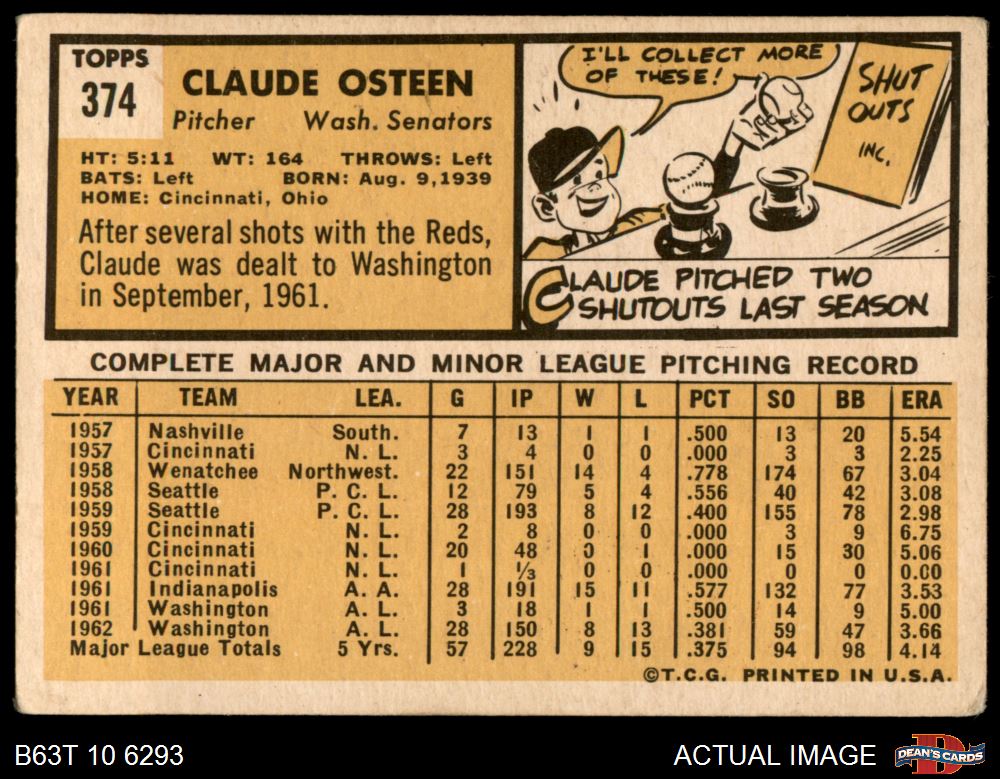 TOPPS
374
CLAUDE OSTEEN
Pitcher Wash. Senators
HT: 5:11 WT: 164 THROWS: Left
BATS: Left BORN: Aug. 9, 1939
HOME: Cincinnati, Ohio
After several shots with the Reds,
Claude was dealt to Washington
in September, 1961.
I'LL COLLECT MORE
OF THESE!
SHUT
OUTS
INC.
CLAUDE PITCHED TWO
SHUTOUTS LAST SEASON
COMPLETE MAJOR AND MINOR LEAGUE PITCHING RECORD
YEAR TEAM LEA. G IP W L PCT SO BB ERA
1957 Nashville South. 7 13 1 1 .500 13 20 5.54
1957 Cincinnati N. L. 3 4 0 0 .000 3 3 2.25
1958 Wenatchee Northwest. 22 151 14 4 .778 174 67 3.04
1958 Seattle P. C. L. 12 79 5 4 .556 40 42 3.08
1959 Seattle P. C. L. 28 193 8 12 .400 155 78 2.98
1959 Cincinnati N. L. 2 8 0 0 .000 3 9 6.75
1960 Cincinnati N. L. 20 48 0 1 .000 15 30 5.06
1961 Cincinnati N. L. 1 ⅓ 0 0 .000 0 0 0.00
1961 Indianapolis A. A. 28 191 15 11 .577 132 77 3.53
1961 Washington A. L. 3 18 1 1 .500 14 9 5.00
1962 Washington A. L. 28 150 8 13 .381 59 47 3.66
Major League Totals 5 Yrs. 57 228 9 15 .375 94 98 4.14
©T.C.G. PRINTED IN U.S.A.
B63T 10 6293
ACTUAL IMAGE
DEAN'S CARDS